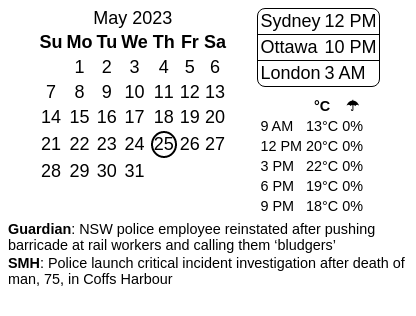 May 2023
Su Mo Tu We Th Fr Sa
1 2 3 4 5 6
7 8 9 10 11 12 13
14 15 16 17 18 19 20
21 22 23 24 25 26 27
28 29 30 31
Sydney 12 PM
Ottawa 10 PM
London 3 AM
°C ☂
9 AM 13°C 0%
12 PM 20°C 0%
3 PM 22°C 0%
6 PM 19°C 0%
9 PM 18°C 0%
Guardian: NSW police employee reinstated after pushing
barricade at rail workers and calling them ‘bludgers’
SMH: Police launch critical incident investigation after death of
man, 75, in Coffs Harbour